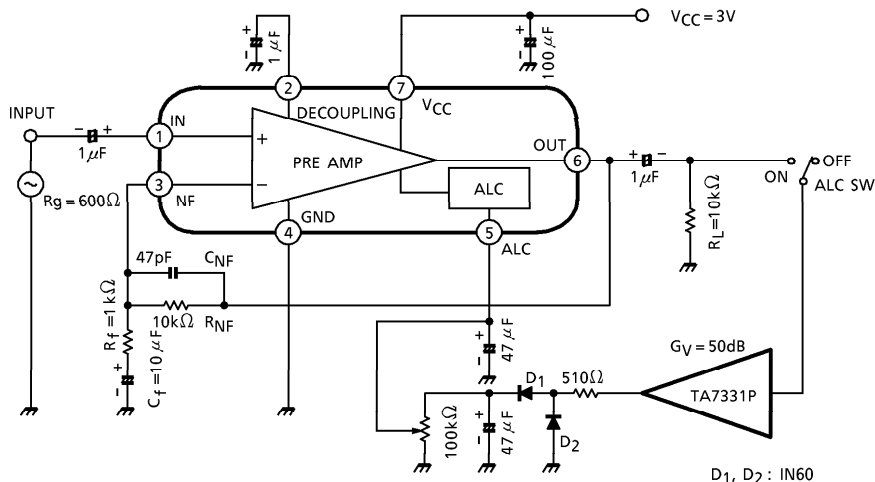 +
-
1μF
+
-
100μF
VCC = 3V
2
7
DECOUPLING
VCC
INPUT
- +
1μF
1
IN
+
PRE AMP
OUT
6
+ -
1μF
OFF
ON
ALC SW
~
Rg = 600Ω
3
NF
-
ALC
RL = 10kΩ
GND
4
5
ALC
47pF
CNF
10kΩ
RNF
Rf = 1kΩ
+
-
Cf = 10μF
+
-
47μF
GV = 50dB
TA7331P
D1
510Ω
100kΩ
+
-
47μF
D2
D1, D2 : IN60